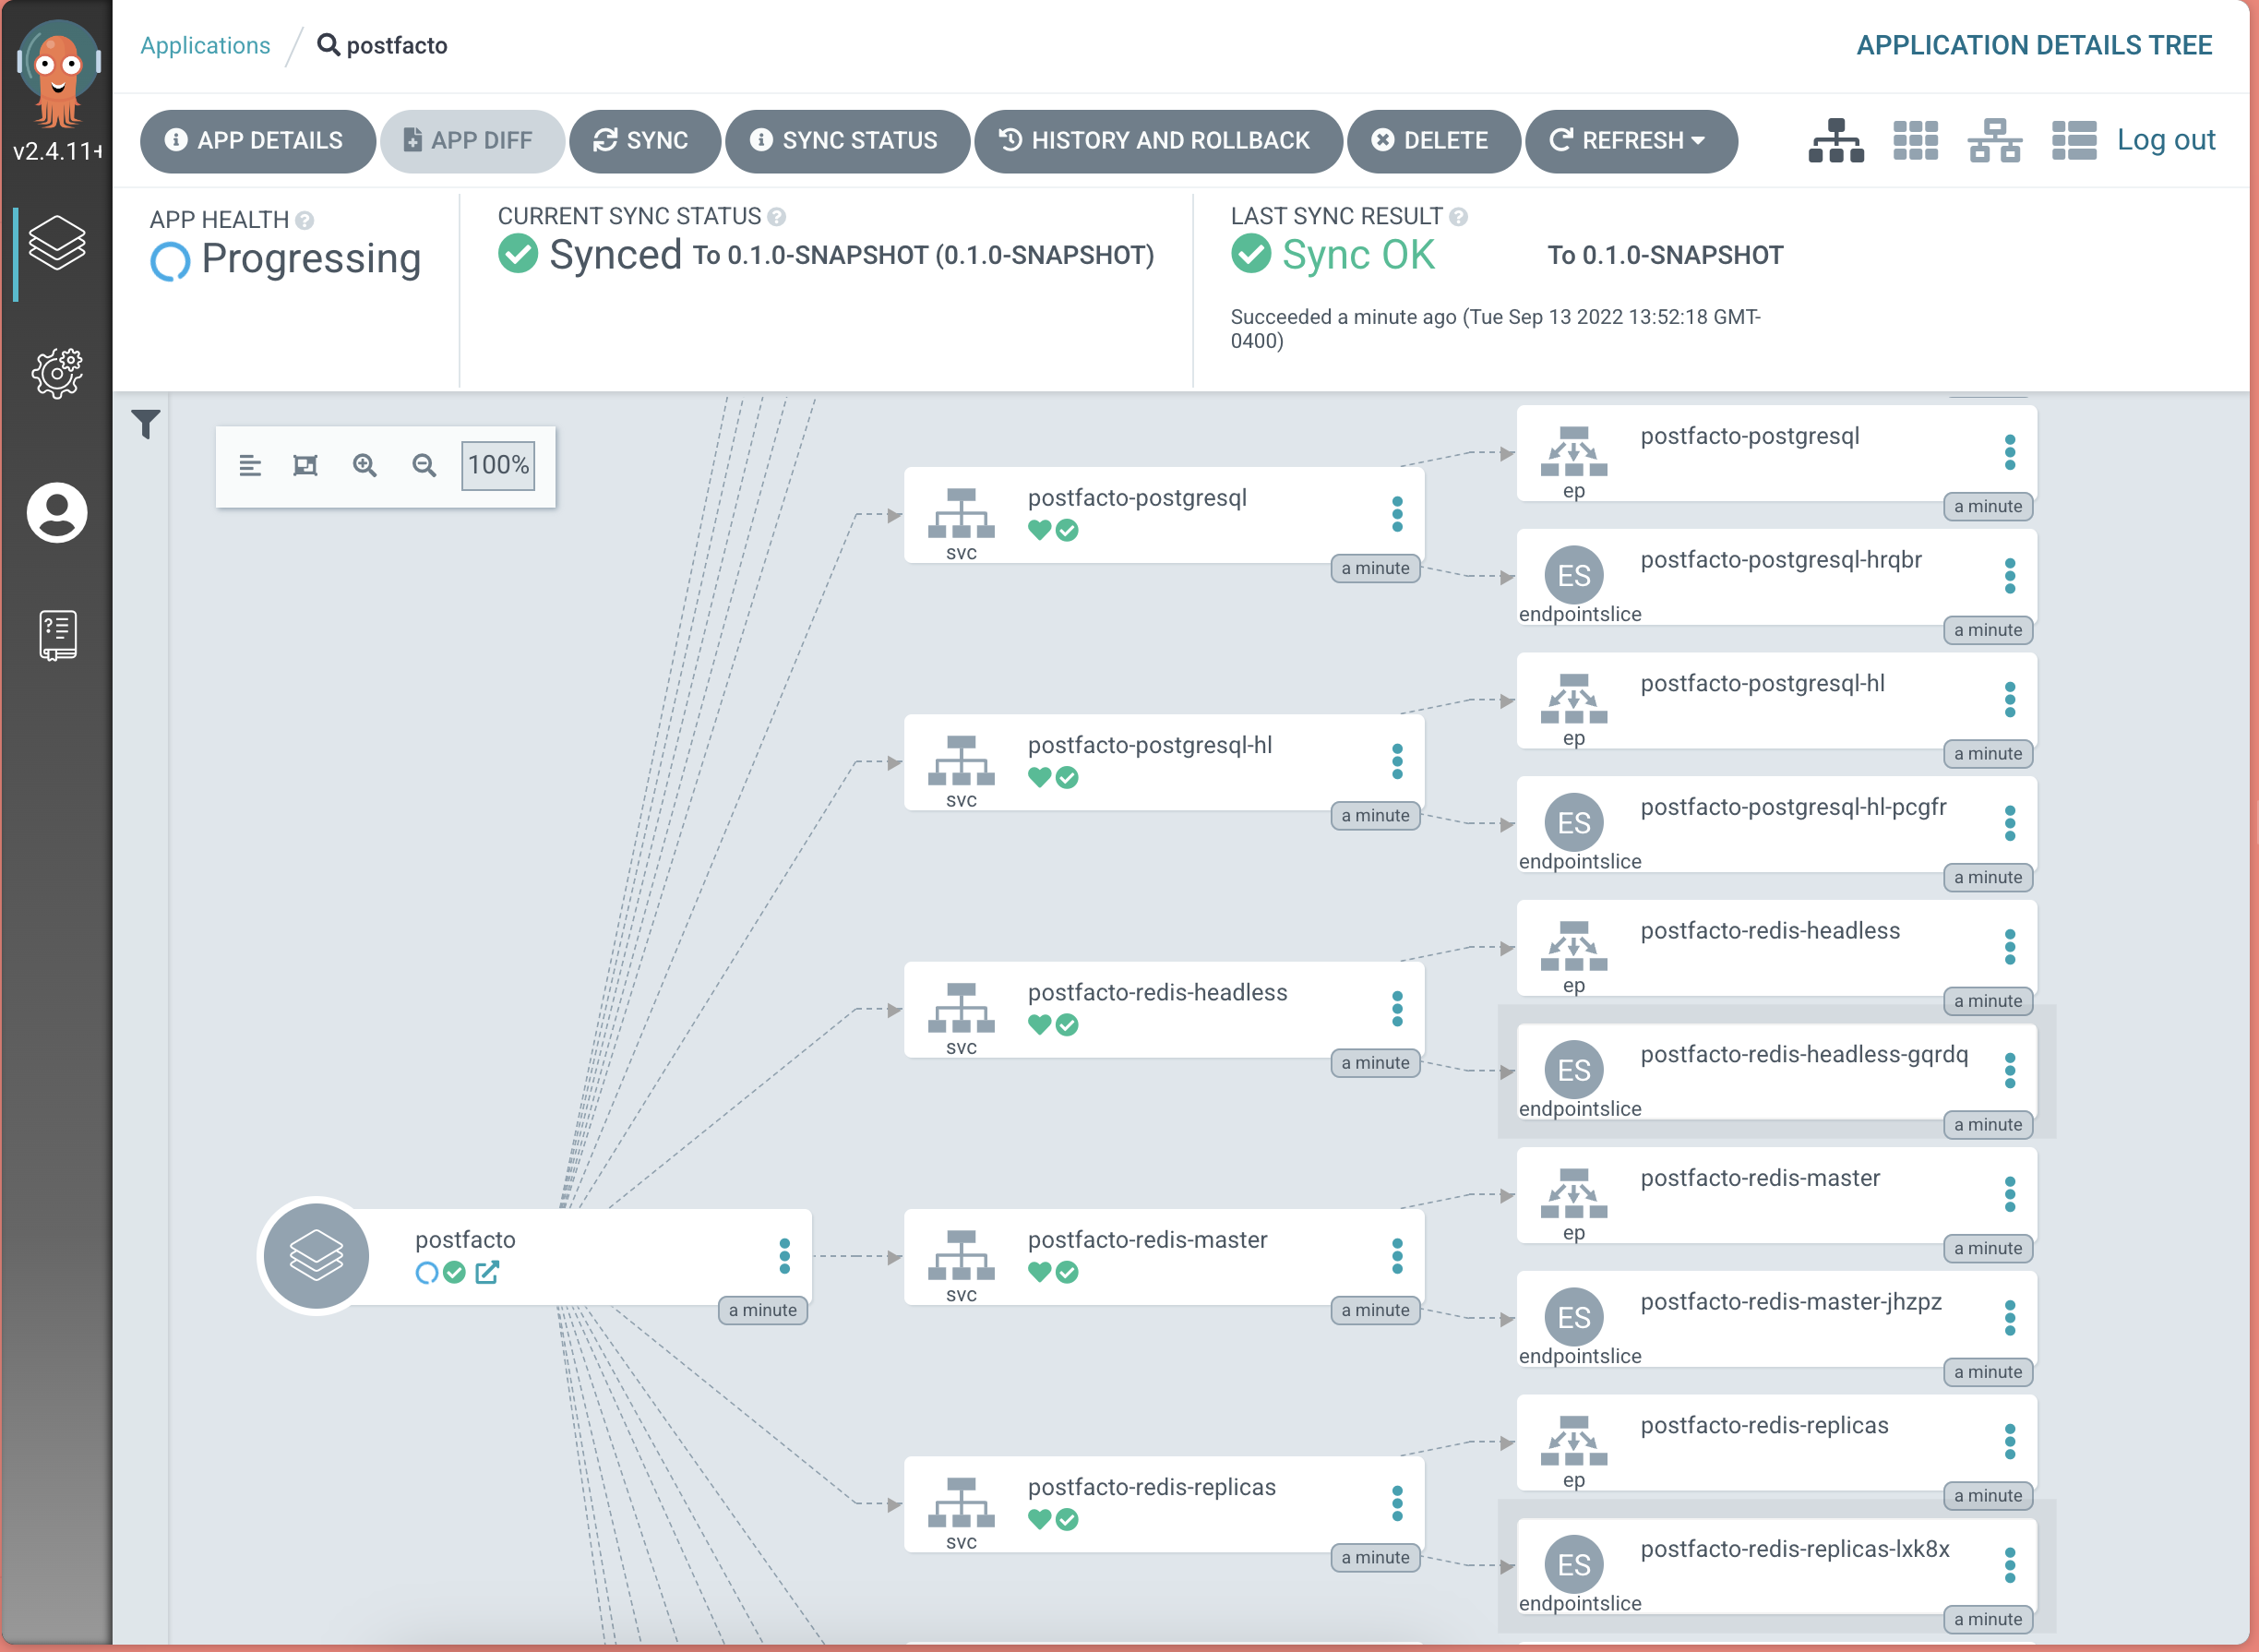 Applications / postfacto
APPLICATION DETAILS TREE
v2.4.11+
APP DETAILS
APP DIFF
SYNC
SYNC STATUS
HISTORY AND ROLLBACK
DELETE
REFRESH
Log out
APP HEALTH
Progressing
CURRENT SYNC STATUS
Synced To 0.1.0-SNAPSHOT (0.1.0-SNAPSHOT)
LAST SYNC RESULT
Sync OK To 0.1.0-SNAPSHOT
Succeeded a minute ago (Tue Sep 13 2022 13:52:18 GMT-
0400)
100%
postfacto
a minute
postfacto-postgresql
svc
a minute
postfacto-postgresql-hl
svc
a minute
postfacto-redis-headless
svc
a minute
postfacto-redis-master
svc
a minute
postfacto-redis-replicas
svc
a minute
postfacto-postgresql
ep
a minute
ES
postfacto-postgresql-hrqbr
endpointslice
a minute
postfacto-postgresql-hl
ep
a minute
ES
postfacto-postgresql-hl-pcgfr
endpointslice
a minute
postfacto-redis-headless
ep
a minute
ES
postfacto-redis-headless-gqrdq
endpointslice
a minute
postfacto-redis-master
ep
a minute
ES
postfacto-redis-master-jhzpz
endpointslice
a minute
postfacto-redis-replicas
ep
a minute
ES
postfacto-redis-replicas-lxk8x
endpointslice
a minute